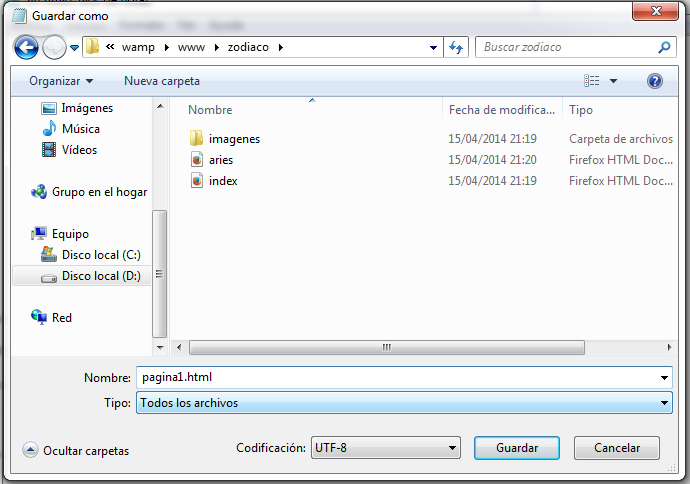 Guardar como
« wamp ▸ www ▸ zodiaco ▸
Buscar zodiaco
Organizar
Nueva carpeta
Imágenes
Música
Vídeos
Grupo en el hogar
Equipo
Disco local (C:)
Disco local (D:)
Red
Nombre Fecha de modifica... Tipo
imagenes 15/04/2014 21:19 Carpeta de archivos
aries 15/04/2014 21:20 Firefox HTML Doc...
index 15/04/2014 21:19 Firefox HTML Doc...
Nombre: pagina1.html
Tipo: Todos los archivos
Ocultar carpetas
Codificación: UTF-8
Guardar
Cancelar